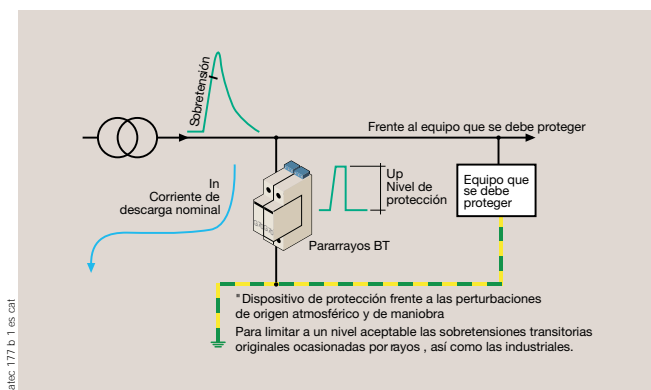 Sobretensión
Frente al equipo que se debe proteger
In
Corriente de
descarga nominal
Up
Nivel de
protección
Equipo que
se debe
proteger
Pararrayos BT
* Dispositivo de protección frente a las perturbaciones
de origen atmosférico y de maniobra
Para limitar a un nivel aceptable las sobretensiones transitorias
originales ocasionadas por rayos , así como las industriales.
atec 177 b 1 es cat